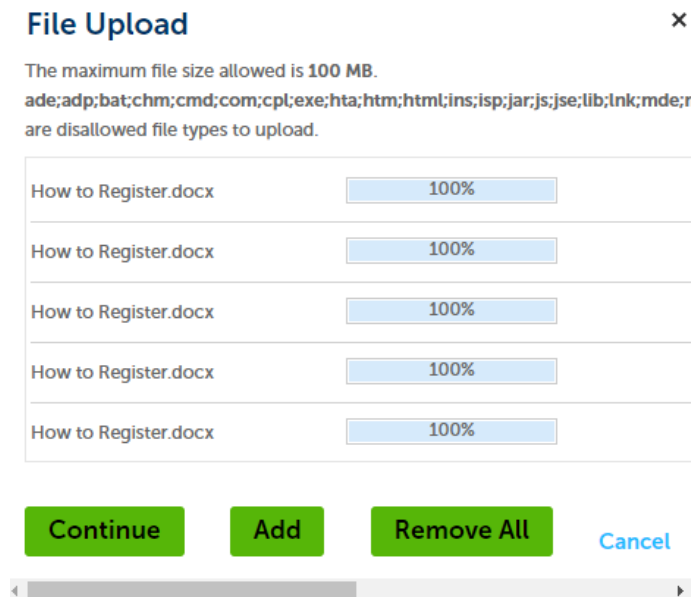 File Upload
The maximum file size allowed is 100 MB.
ade;adp;bat;chm;cmd;com;cpl;exe;hta;htm;html;ins;isp;jar;js;jse;lib;lnk;mde;
are disallowed file types to upload.
How to Register.docx 100%
How to Register.docx 100%
How to Register.docx 100%
How to Register.docx 100%
How to Register.docx 100%
Continue Add Remove All Cancel